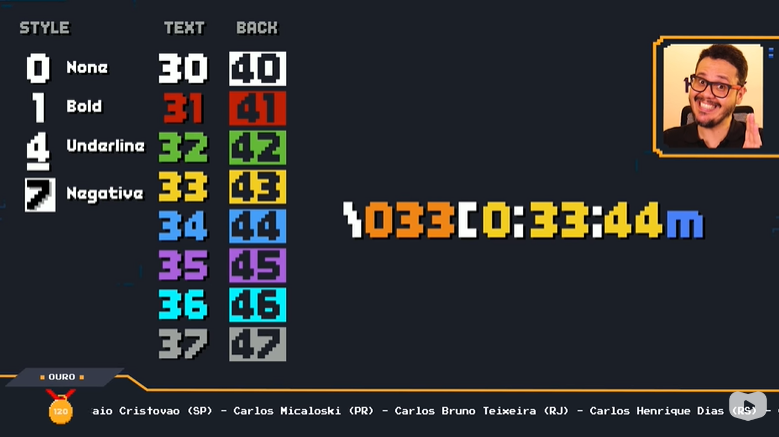 STYLE TEXT BACK
0 None 30 40
1 Bold 31 41
4 Underline 32 42
7 Negative 33 43
34 44
35 45
36 46
37 47
\033[0:33:44m
OURO
120
aio Cristovao (SP) - Carlos Micaloski (PR) - Carlos Bruno Teixeira (RJ) - Carlos Henrique Dias (RS) -